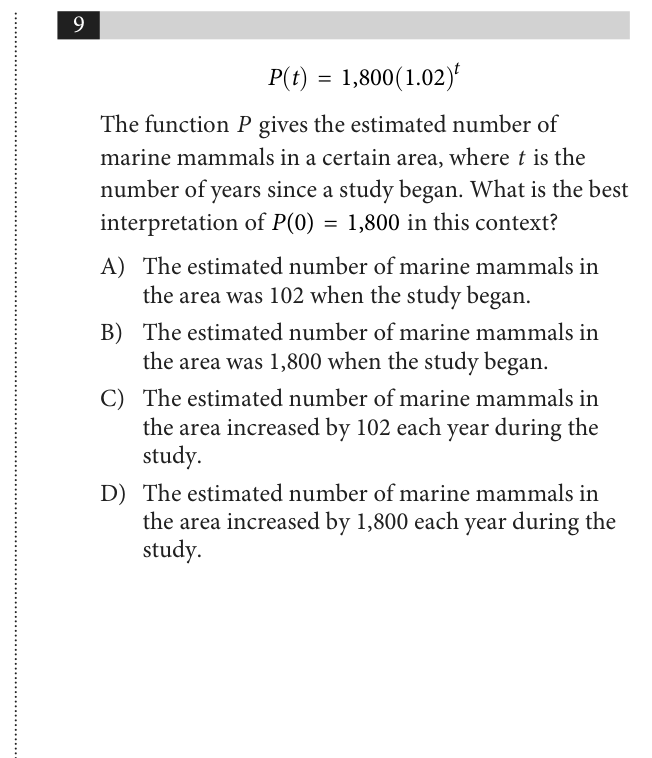 9
P(t) = 1,800(1.02)^t
The function P gives the estimated number of
marine mammals in a certain area, where t is the
number of years since a study began. What is the best
interpretation of P(0) = 1,800 in this context?
A) The estimated number of marine mammals in
the area was 102 when the study began.
B) The estimated number of marine mammals in
the area was 1,800 when the study began.
C) The estimated number of marine mammals in
the area increased by 102 each year during the
study.
D) The estimated number of marine mammals in
the area increased by 1,800 each year during the
study.